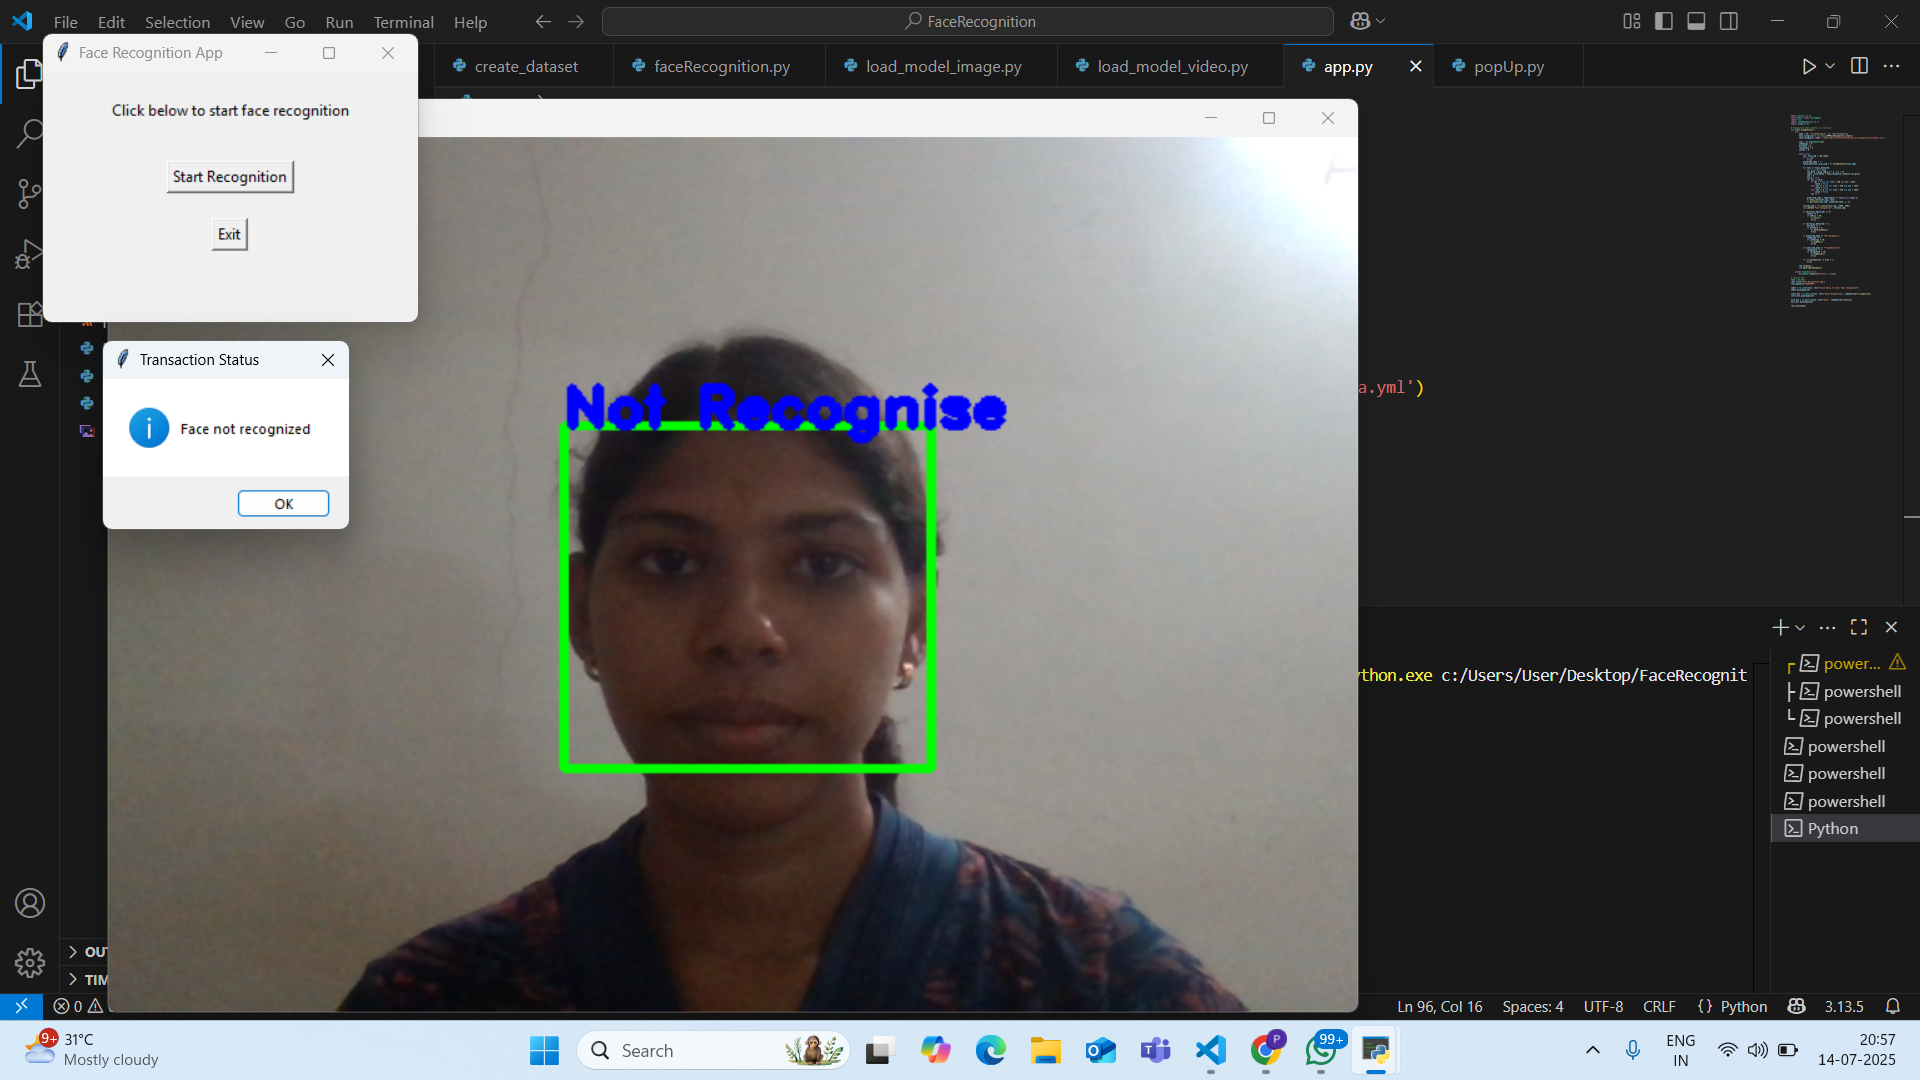 File Edit Selection View Go Run Terminal Help
FaceRecognition
Face Recognition App
create_dataset
faceRecognition.py
load_model_image.py
load_model_video.py
app.py
popUp.py
Click below to start face recognition
Start Recognition
Exit
Transaction Status
Face not recognized
OK
Not Recognise
a.yml')
thon.exe c:/Users/User/Desktop/FaceRecognit
power...
powershell
powershell
powershell
powershell
powershell
Python
OU
TIM
0
Ln 96, Col 16 Spaces: 4 UTF-8 CRLF {} Python 3.13.5
9+
31°C
Mostly cloudy
Search
P
99+
ENG
IN
20:57
14-07-2025